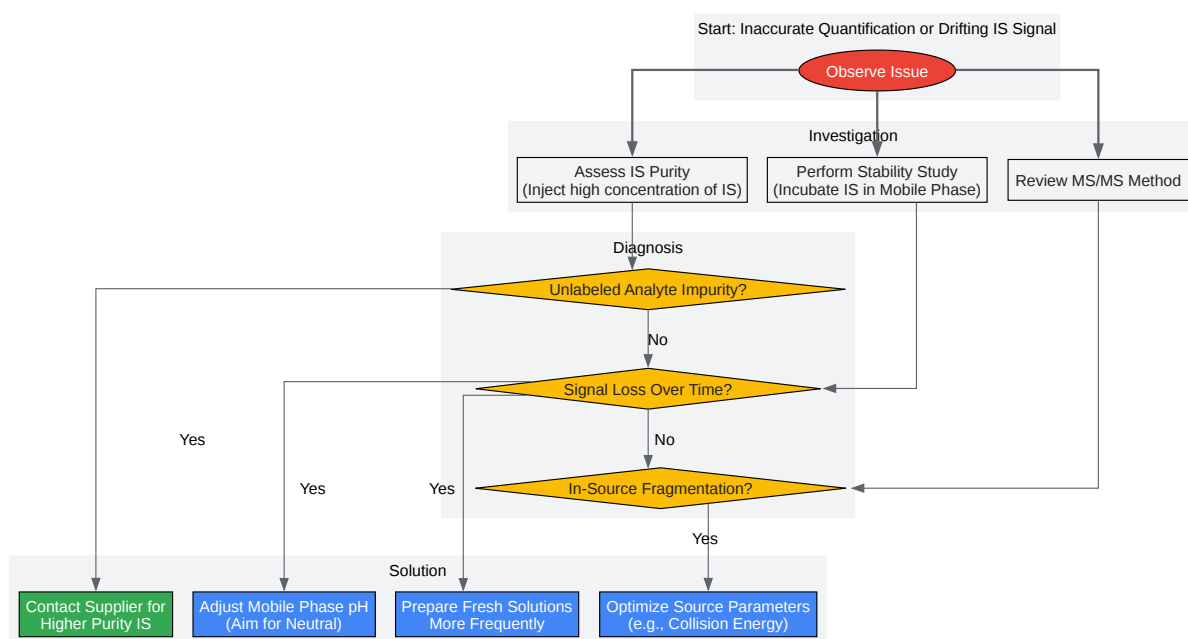 Start: Inaccurate Quantification or Drifting IS Signal
Observe Issue
Investigation
Assess IS Purity
(Inject high concentration of IS)
Perform Stability Study
(Incubate IS in Mobile Phase)
Review MS/MS Method
Diagnosis
Unlabeled Analyte Impurity?
No
Signal Loss Over Time?
Yes
No
Yes
Yes
In-Source Fragmentation?
Yes
Solution
Contact Supplier for
Higher Purity IS
Adjust Mobile Phase pH
(Aim for Neutral)
Prepare Fresh Solutions
More Frequently
Optimize Source Parameters
(e.g., Collision Energy)